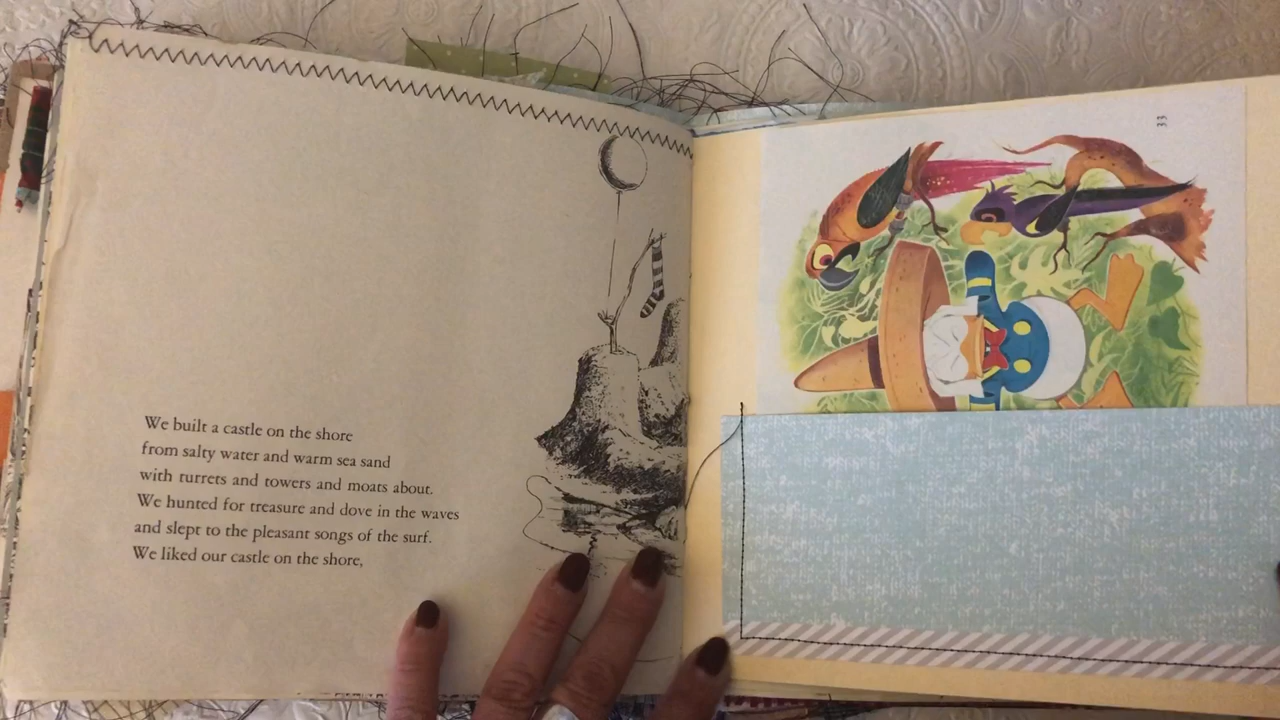 We built a castle on the shore
from salty water and warm sea sand
with turrets and towers and moats about.
We hunted for treasure and dove in the waves
and slept to the pleasant songs of the surf.
We liked our castle on the shore,
33